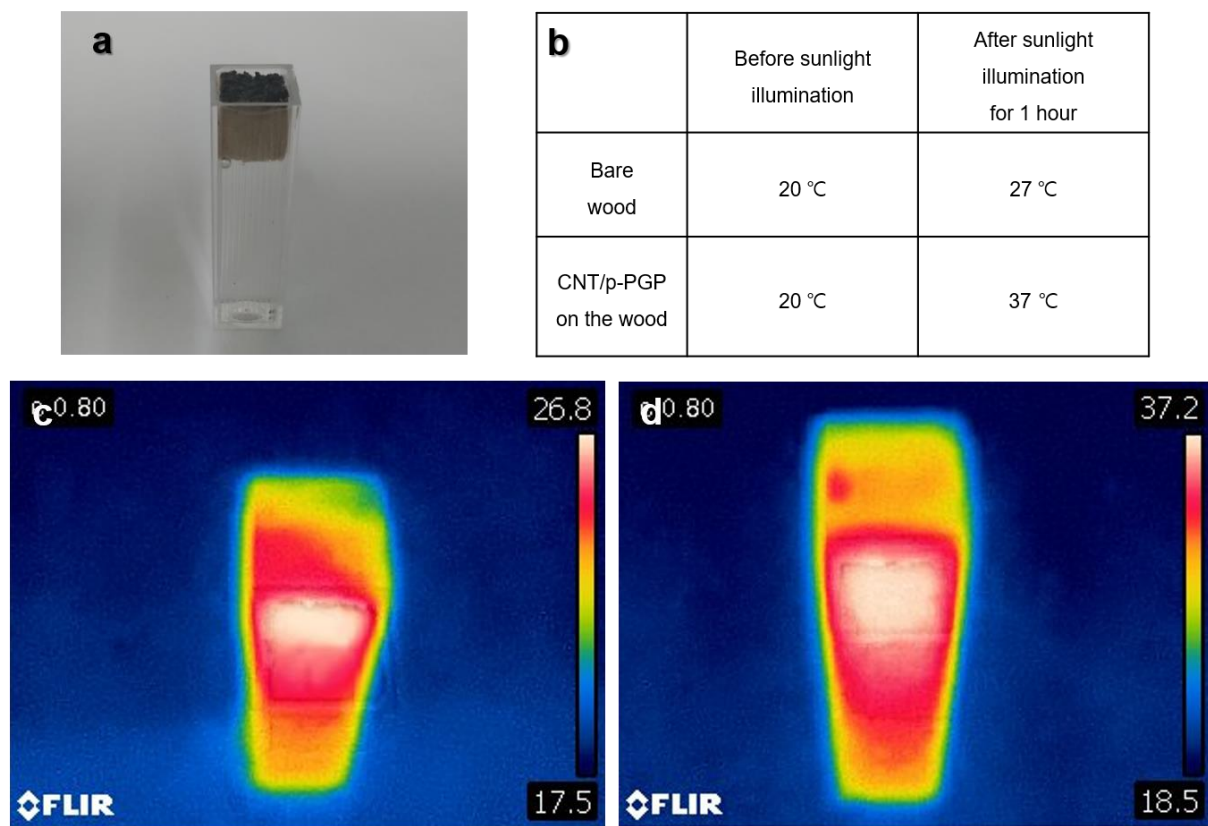 a
b
Before sunlight
illumination
After sunlight
illumination
for 1 hour
Bare
wood
20 ℃
27 ℃
CNT/p-PGP
on the wood
20 ℃
37 ℃
c
0.80
26.8
FLIR
17.5
d
0.80
37.2
FLIR
18.5